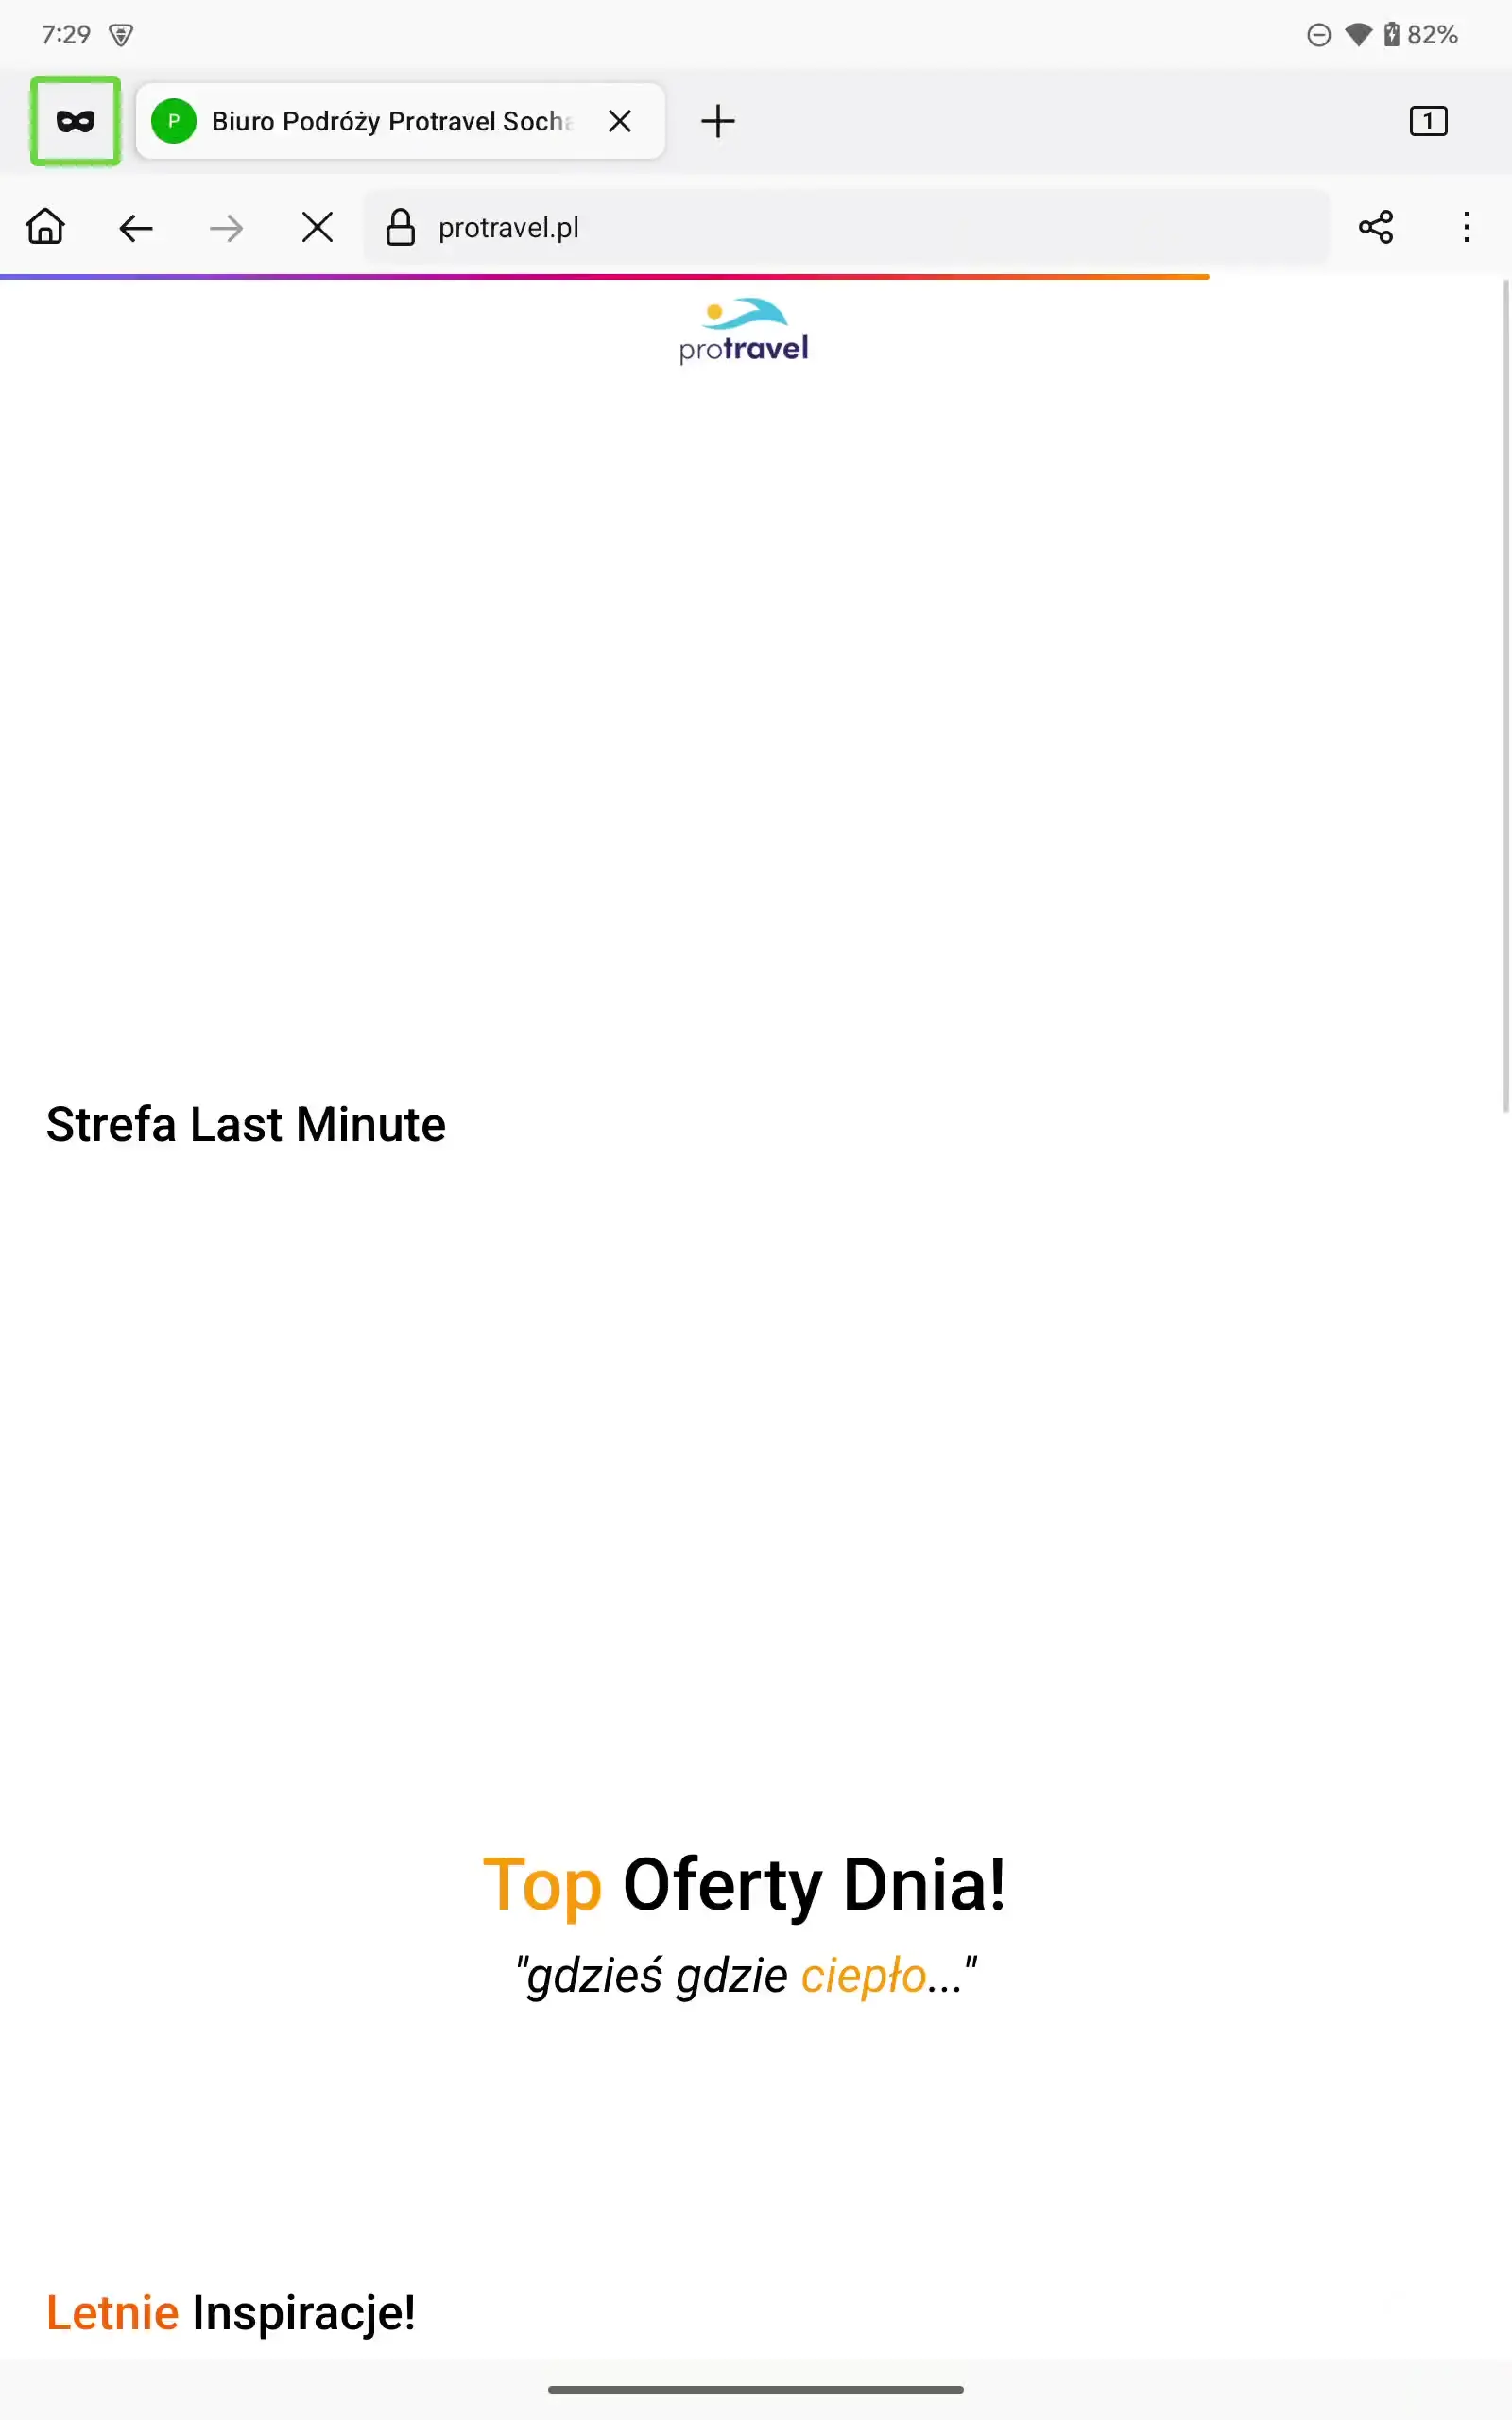 7:29
82%
P
Biuro Podróży Protravel Socha
1
protravel.pl
protravel
Strefa Last Minute
Top Oferty Dnia!
"gdzieś gdzie ciepło..."
Letnie Inspiracje!